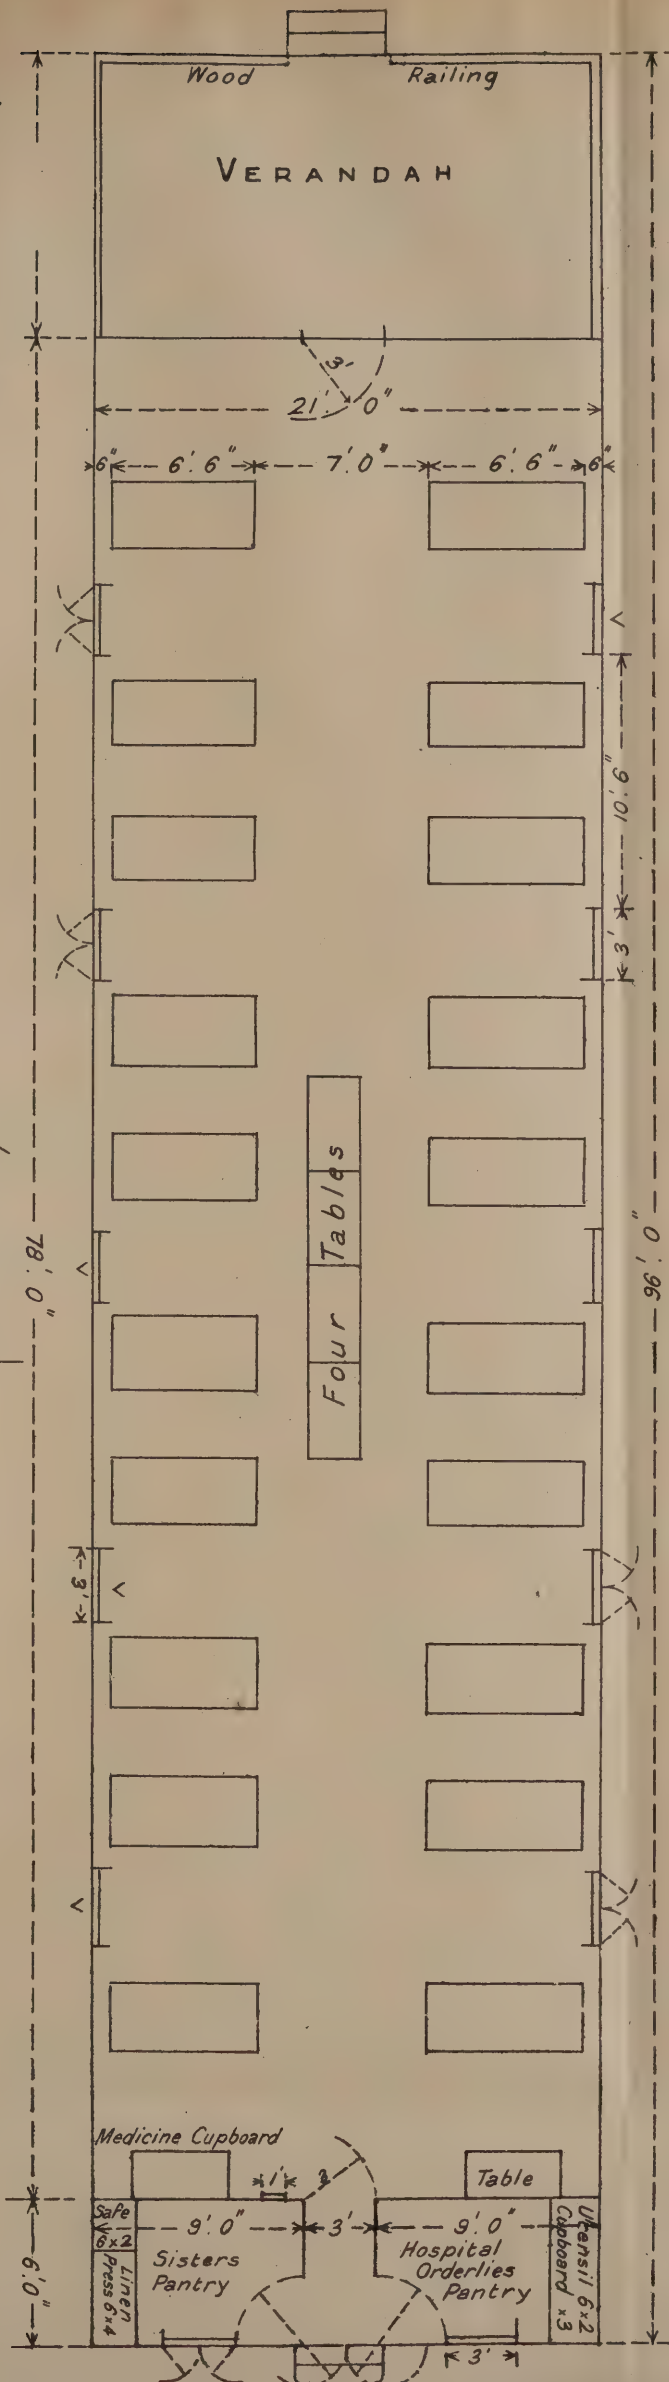 Wood Railing
VERANDAH
3'
21'. 0"
6" 6'. 6" 7'. 0" 6'. 6" 6"
10'. 6"
3'
Four Tables
78'. 0"
96'. 0"
3'
Medicine Cupboard
1'
3
Table
Safe
6x2
9'. 0" 3' 9'. 0"
Linen
Press 6x4
Sisters
Pantry
Hospital
Orderlies
Pantry
Utensil 6x2
Cupboard x3
6'. 0"
3'